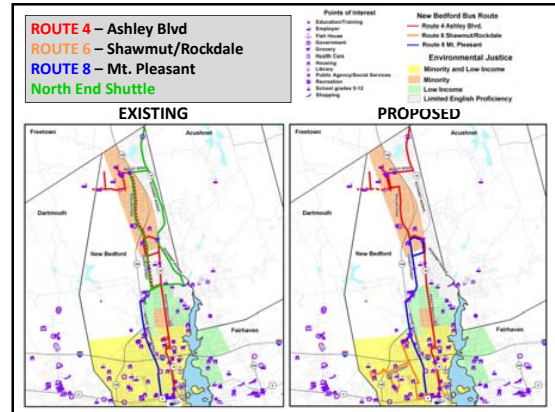 ROUTE 4 – Ashley Blvd
ROUTE 6 – Shawmut/Rockdale
ROUTE 8 – Mt. Pleasant
North End Shuttle
Points of Interest
Education/Training
Employer
Fish House
Government
Grocery
Health Care
Housing
Library
Public Agency/Social Services
Recreation
School grades 5-12
Shopping
New Bedford Bus Route
Route 4 Ashley Blvd.
Route 6 Shawmut/Rockdale
Route 8 Mt. Pleasant
Environmental Justice
Minority and Low Income
Minority
Low Income
Limited English Proficiency
EXISTING
Freetown
Acushnet
Dartmouth
New Bedford
Fairhaven
PROPOSED
Freetown
Acushnet
Dartmouth
New Bedford
Fairhaven